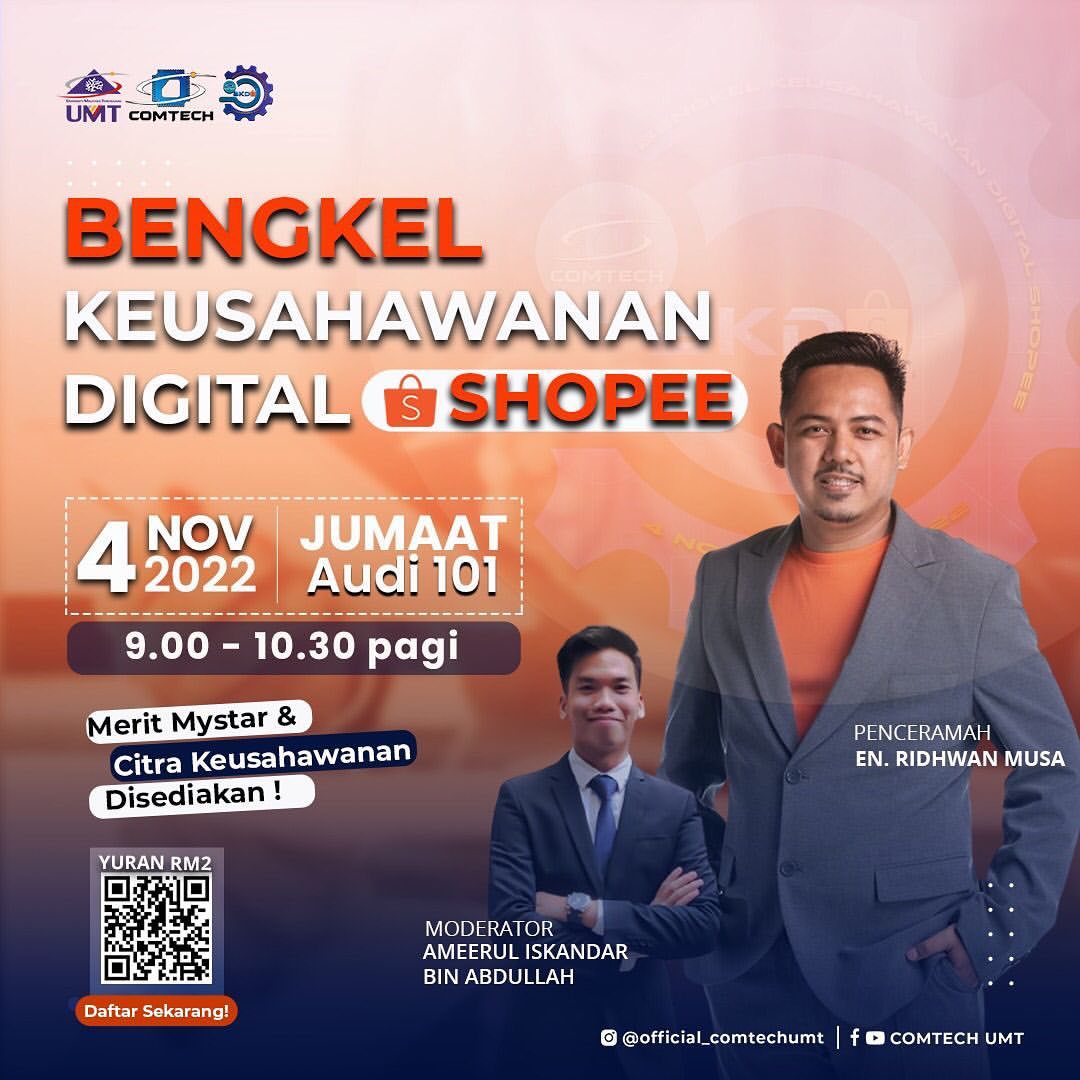 UMT
COMTECH
BENGKEL
KEUSAHAWANAN
DIGITAL SHOPEE
4 NOV 2022
JUMAAT
Audi 101
9.00 - 10.30 pagi
Merit Mystar &
Citra Keusahawanan
Disediakan !
YURAN RM2
Daftar Sekarang!
MODERATOR
AMEERUL ISKANDAR
BIN ABDULLAH
PENCERAMAH
EN. RIDHWAN MUSA
@official_comtechumt
COMTECH UMT
COMTECH